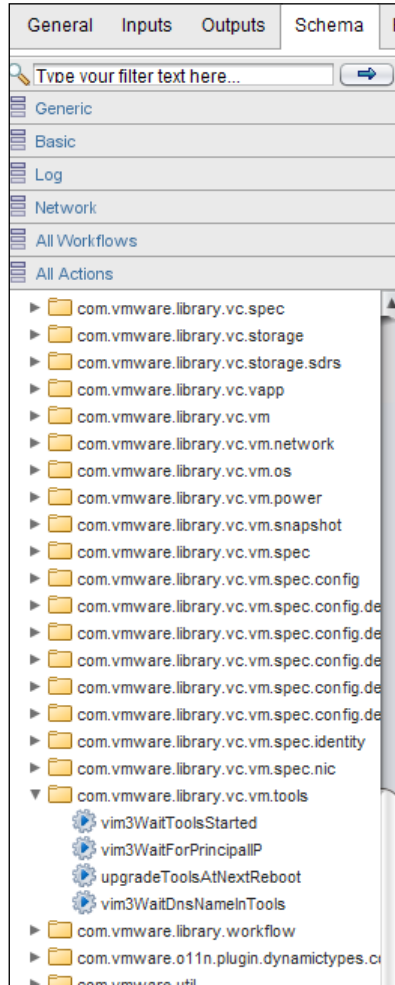 General Inputs Outputs Schema
Type your filter text here...
Generic
Basic
Log
Network
All Workflows
All Actions
com.vmware.library.vc.spec
com.vmware.library.vc.storage
com.vmware.library.vc.storage.sdrs
com.vmware.library.vc.vapp
com.vmware.library.vc.vm
com.vmware.library.vc.vm.network
com.vmware.library.vc.vm.os
com.vmware.library.vc.vm.power
com.vmware.library.vc.vm.snapshot
com.vmware.library.vc.vm.spec
com.vmware.library.vc.vm.spec.config
com.vmware.library.vc.vm.spec.config.de
com.vmware.library.vc.vm.spec.config.de
com.vmware.library.vc.vm.spec.config.de
com.vmware.library.vc.vm.spec.config.de
com.vmware.library.vc.vm.spec.config.de
com.vmware.library.vc.vm.spec.identity
com.vmware.library.vc.vm.spec.nic
com.vmware.library.vc.vm.tools
vim3WaitToolsStarted
vim3WaitForPrincipalIP
upgradeToolsAtNextReboot
vim3WaitDnsNameInTools
com.vmware.library.workflow
com.vmware.o11n.plugin.dynamictypes.c
com.vmware.util